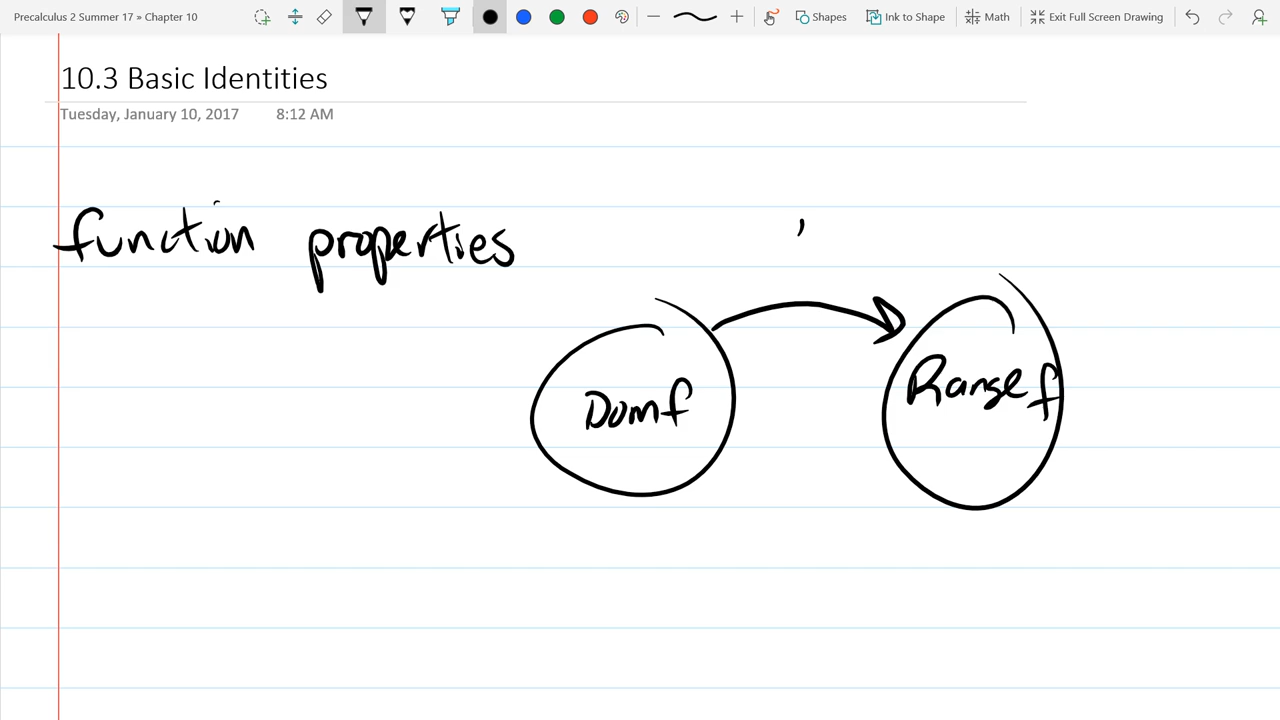 Precalculus 2 Summer 17 » Chapter 10
Shapes
Ink to Shape
Math
Exit Full Screen Drawing
10.3 Basic Identities
Tuesday, January 10, 2017 8:12 AM
function properties
Dom f
Range f